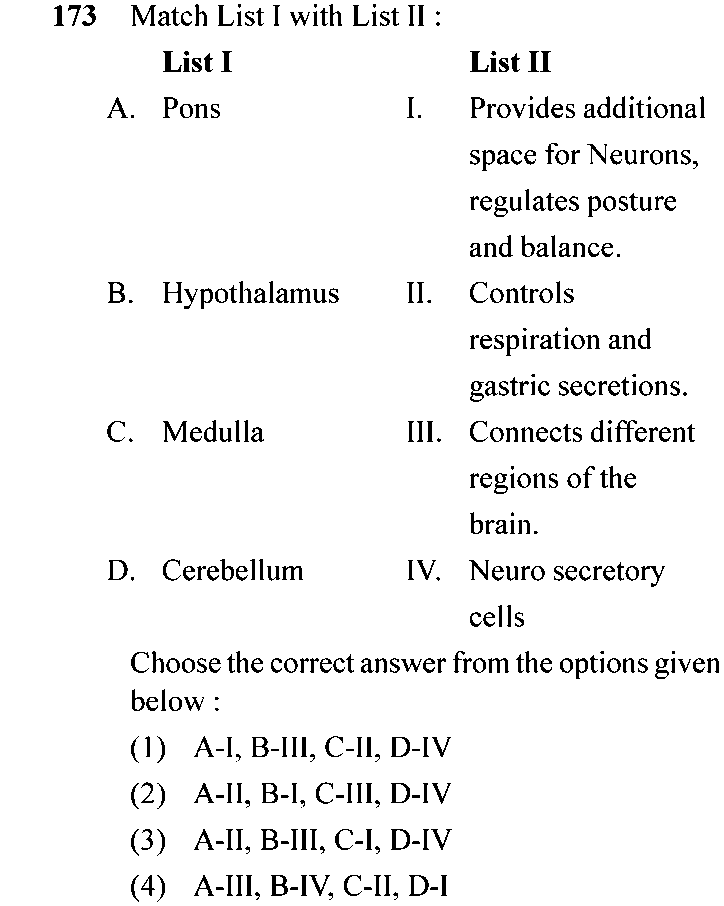 173 Match List I with List II :
List I List II
A. Pons I. Provides additional
space for Neurons,
regulates posture
and balance.
B. Hypothalamus II. Controls
respiration and
gastric secretions.
C. Medulla III. Connects different
regions of the
brain.
D. Cerebellum IV. Neuro secretory
cells
Choose the correct answer from the options given
below :
(1) A-I, B-III, C-II, D-IV
(2) A-II, B-I, C-III, D-IV
(3) A-II, B-III, C-I, D-IV
(4) A-III, B-IV, C-II, D-I